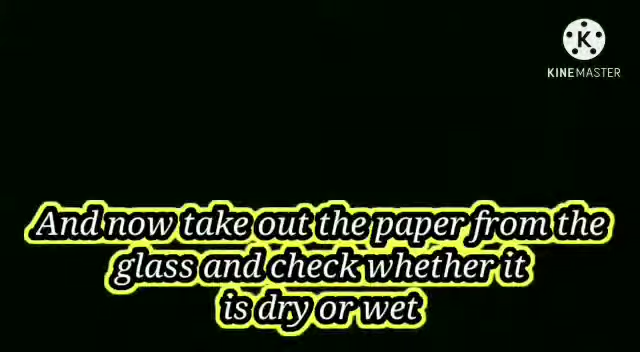 KINEMASTER
And now take out the paper from the
glass and check whether it
is dry or wet